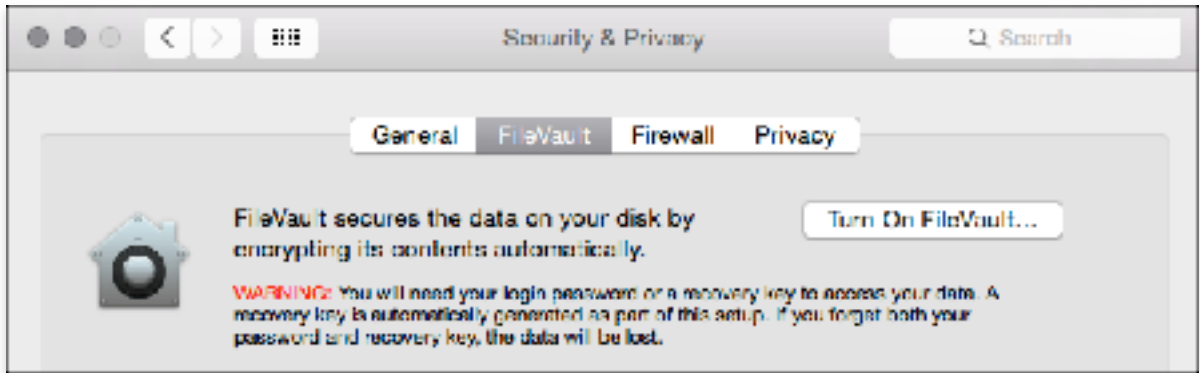 Security & Privacy
Search
General FileVault Firewall Privacy
FileVault secures the data on your disk by
encrypting its contents automatically.
Turn On FileVault...
WARNING: You will need your login password or a recovery key to access your data. A
recovery key is automatically generated as part of this setup. If you forget both your
password and recovery key, the data will be lost.